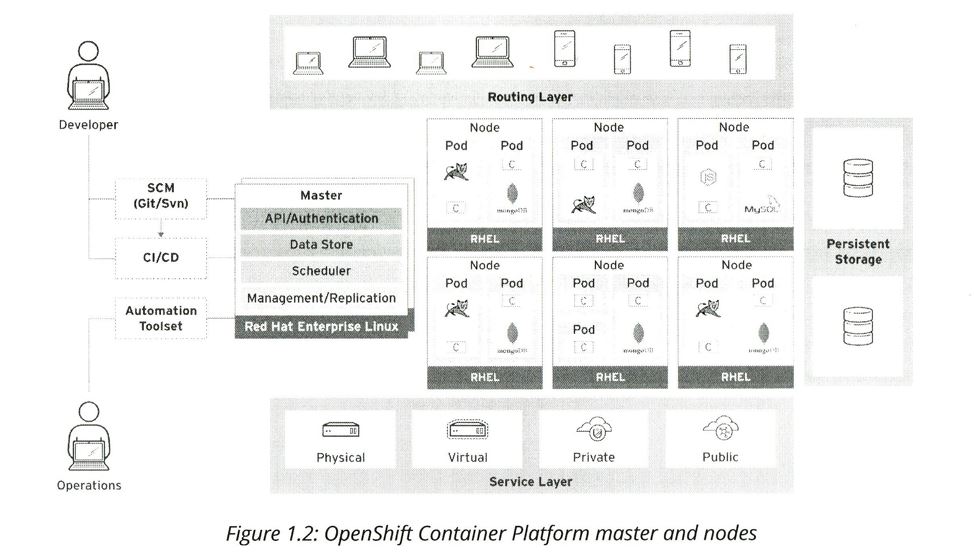 Developer
SCM
(Git/Svn)
CI/CD
Automation
Toolset
Operations
Routing Layer
Master
API/Authentication
Data Store
Scheduler
Management/Replication
Red Hat Enterprise Linux
Node
Pod Pod
C
C
mongoDB
RHEL
Node
Pod Pod
C C
mongoDB
RHEL
Node
Pod Pod
JS C
C MySQL
RHEL
Node
Pod Pod
C
C
mongoDB
RHEL
Node
Pod Pod
C C
Pod
C
mongoDB
RHEL
Node
Pod Pod
C
C
mongoDB
RHEL
Persistent
Storage
Physical Virtual Private Public
Service Layer
Figure 1.2: OpenShift Container Platform master and nodes